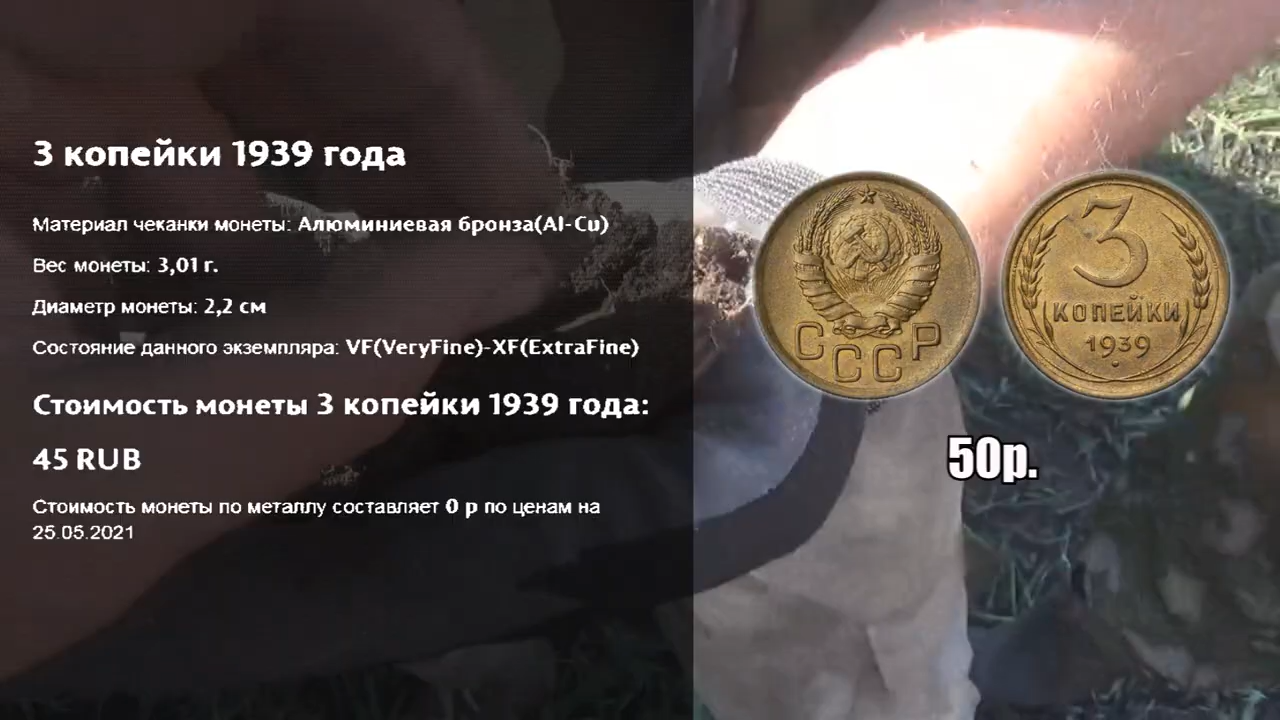 3 копейки 1939 года
Материал чеканки монеты: Алюминиевая бронза(Al-Cu)
Вес монеты: 3,01 г.
Диаметр монеты: 2,2 см
Состояние данного экземпляра: VF(VeryFine)-XF(ExtraFine)
Стоимость монеты 3 копейки 1939 года:
45 RUB
Стоимость монеты по металлу составляет 0 р по ценам на
25.05.2021
СССР
3
КОПЕЙКИ
1939
50р.